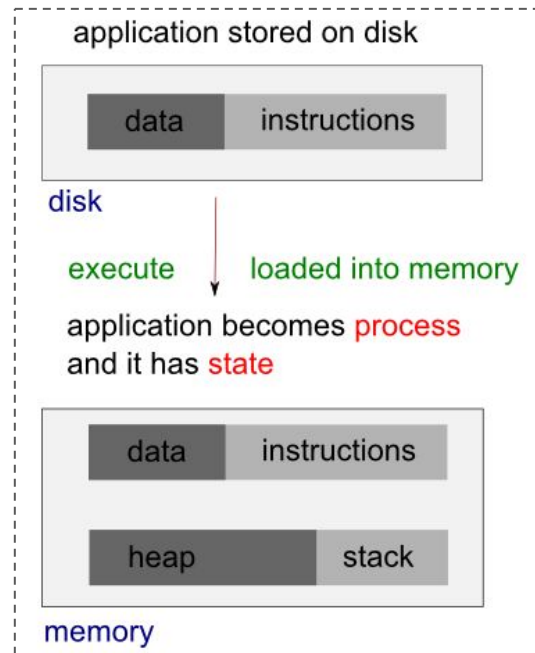 application stored on disk
data instructions
disk
execute loaded into memory
application becomes process
and it has state
data instructions
heap stack
memory